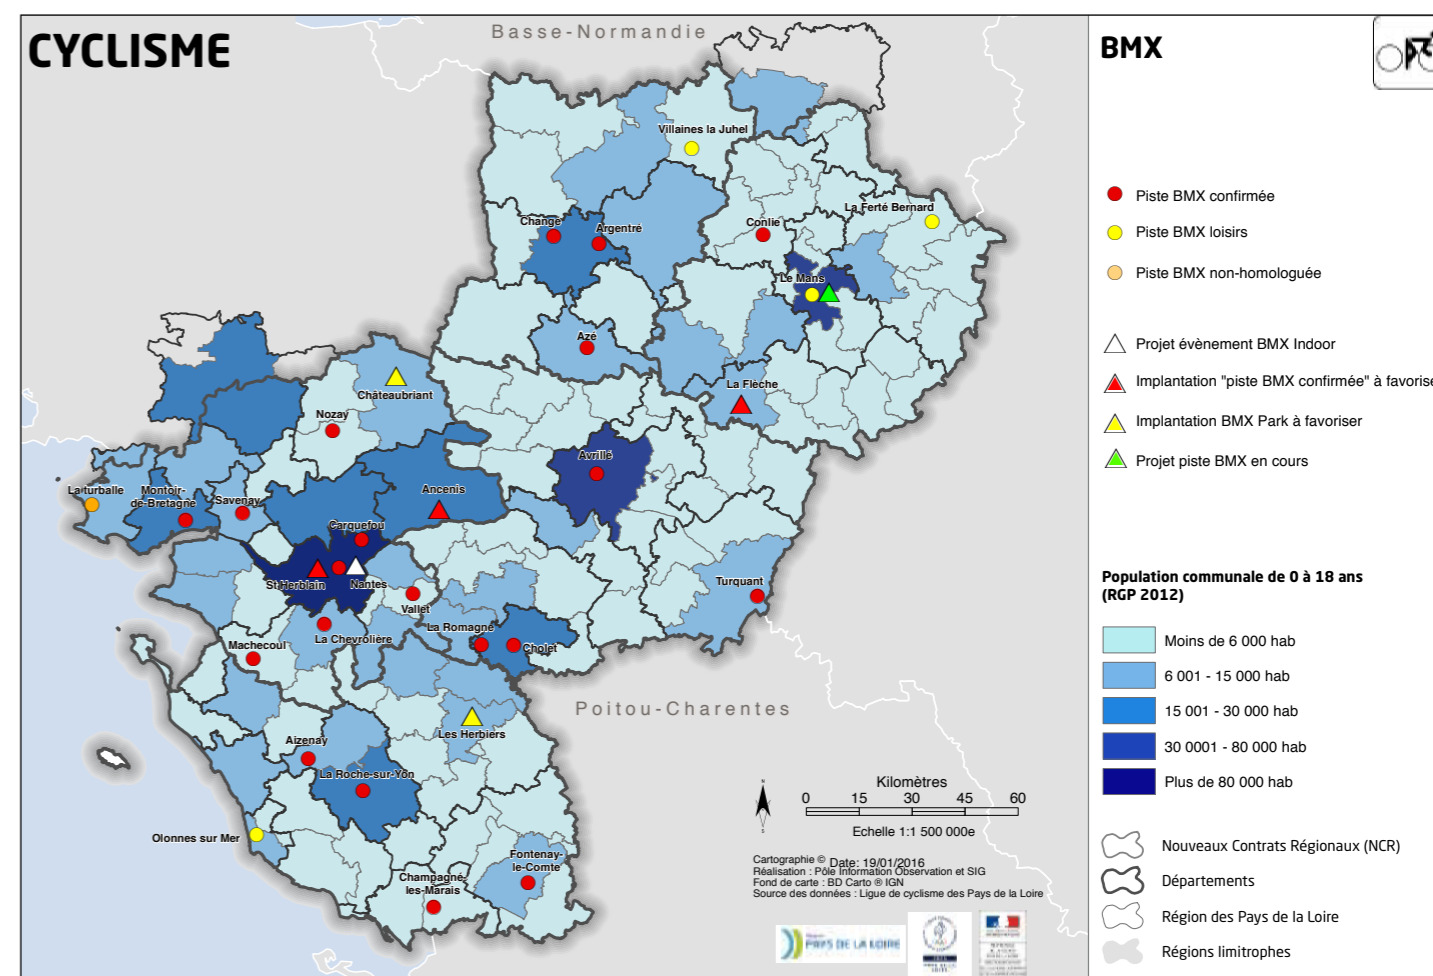 CYCLISME
Basse-Normandie
Villaines la Juhel
La Ferté Bernard
Changé
Argentré
Conlie
Le Mans
Azé
La Flèche
Châteaubriant
Nozay
Avrillé
La turballe
Montoir-
de-Bretagne
Savenay
Ancenis
Carquefou
St Herblain
Nantes
Vallet
Turquant
La Chevrolière
La Romagne
Cholet
Machecoul
Poitou-Charentes
Les Herbiers
Aizenay
La Roche-sur-Yon
Olonnes sur Mer
Fontenay-
le-Comte
Champagné-
les-Marais
N
S
Kilomètres
0 15 30 45 60
Echelle 1:1 500 000e
Cartographie © Date: 19/01/2016
Réalisation : Pôle Information Observation et SIG
Fond de carte : BD Carto ® IGN
Source des données : Ligue de cyclisme des Pays de la Loire
PAYS DE LA LOIRE
BMX
Piste BMX confirmée
Piste BMX loisirs
Piste BMX non-homologuée
Projet évènement BMX Indoor
Implantation "piste BMX confirmée" à favorise
Implantation BMX Park à favoriser
Projet piste BMX en cours
Population communale de 0 à 18 ans
(RGP 2012)
Moins de 6 000 hab
6 001 - 15 000 hab
15 001 - 30 000 hab
30 0001 - 80 000 hab
Plus de 80 000 hab
Nouveaux Contrats Régionaux (NCR)
Départements
Région des Pays de la Loire
Régions limitrophes